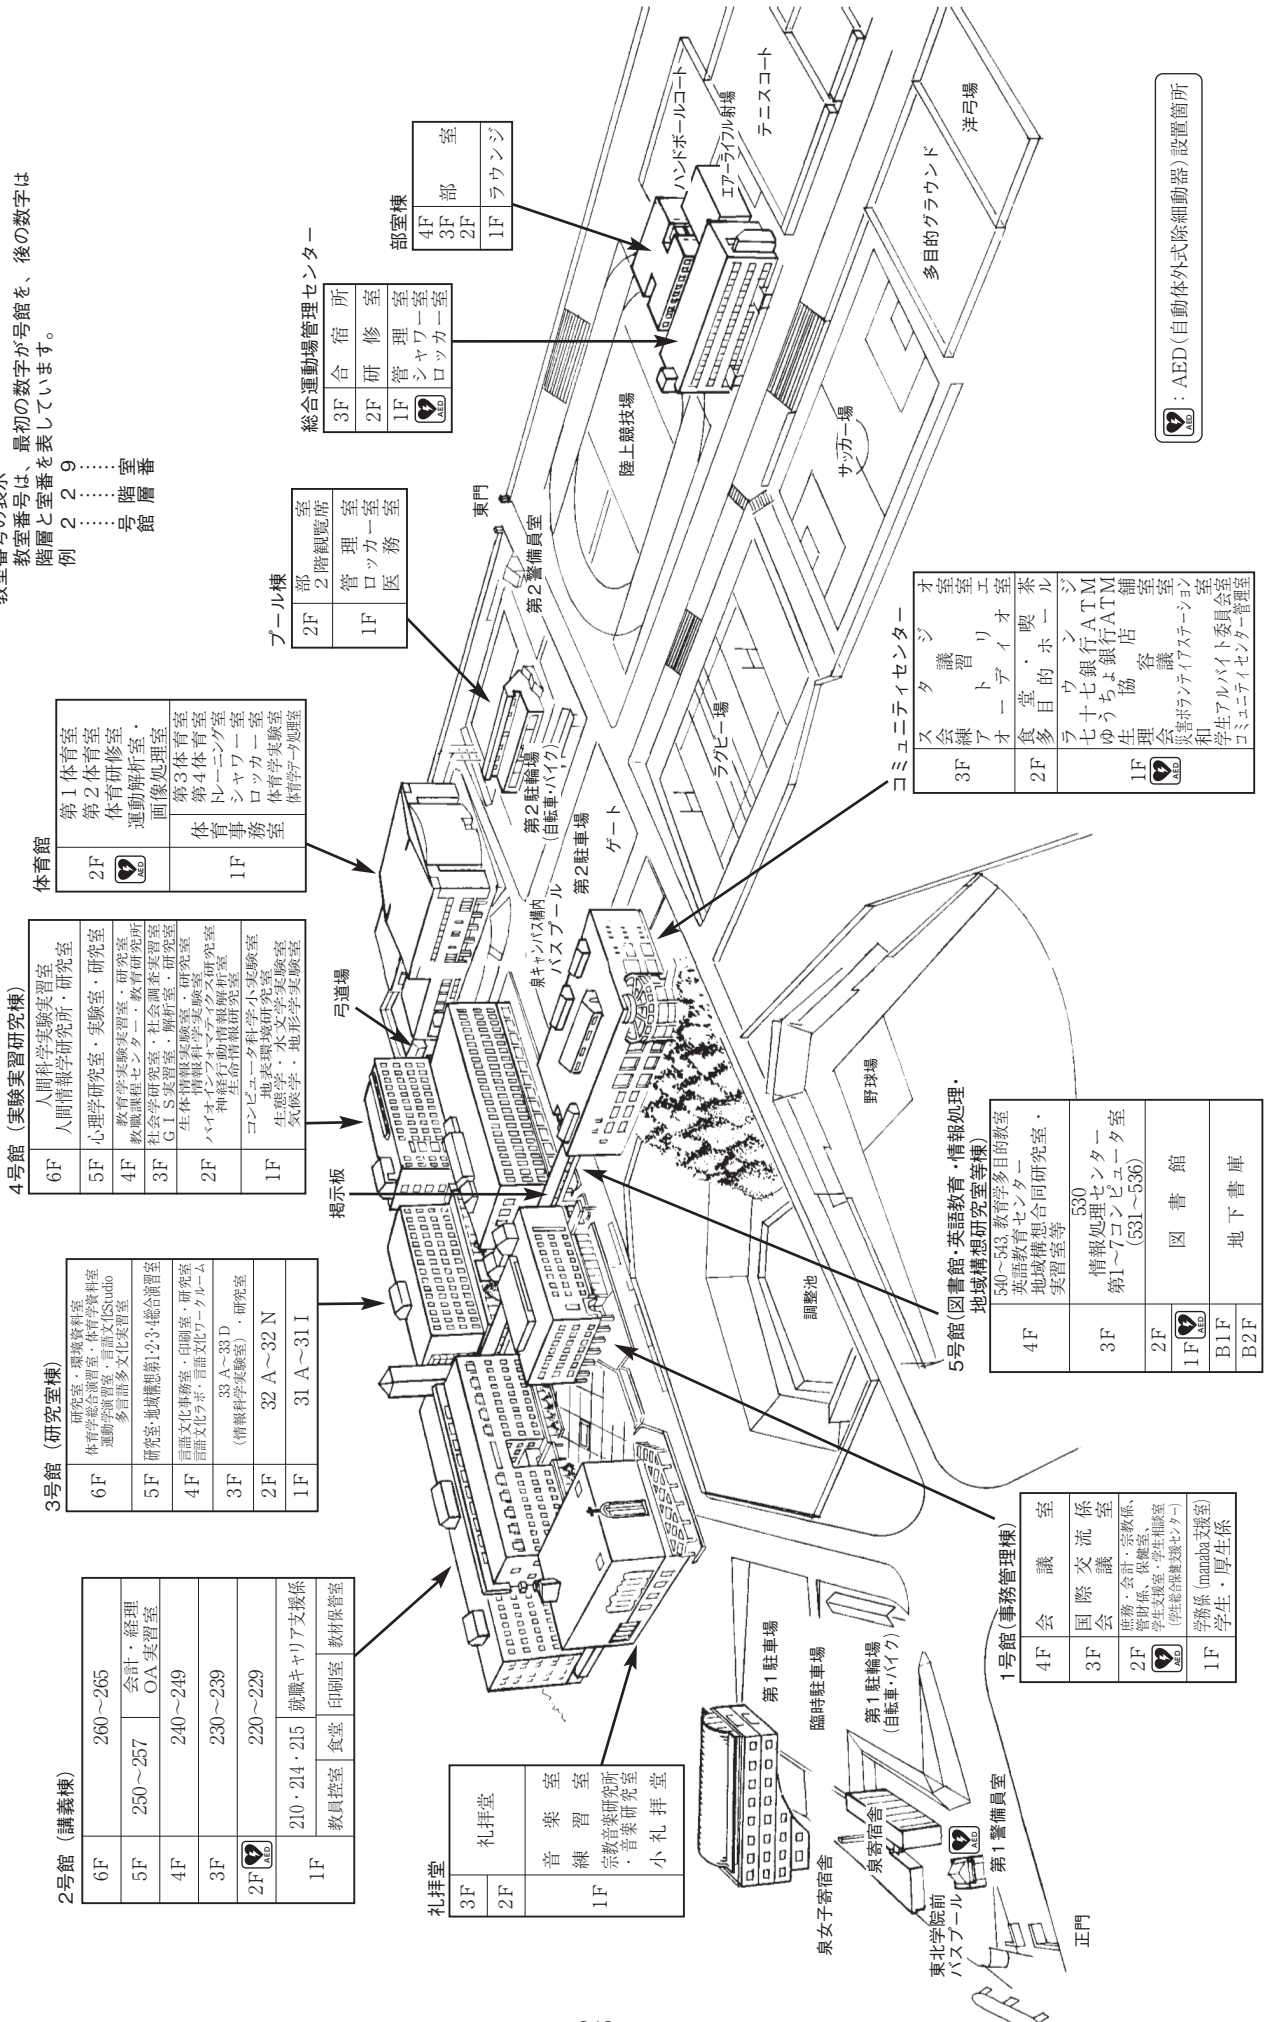 教室番号の表示
教室番号は、最初の数字が号館を、後の数字は
階層と室番を表しています。
例 2 2 9
号館 階層 室番
2号館（講義棟）
6F 260～265
5F 250～257 会計・経理
OA実習室
4F 240～249
3F 230～239
2F AED 220～229
1F 210・214・215 就職キャリア支援係
教員控室 食堂 印刷室 教材保管室
3号館（研究室棟）
6F 研究室・環境資料室
体育学総合演習室・体育学資料室
運動学演習室・言語文化Studio
多言語多文化実習室
5F 研究室・地域構想第1・2・3・4総合演習室
4F 言語文化事務室・印刷室・研究室
言語文化ラボ・言語文化ワークルーム
3F 33A～33D
（情報科学実験室）・研究室
2F 32A～32N
1F 31A～31I
4号館（実験実習研究棟）
6F 人間科学実験実習室
人間情報学研究所・研究室
5F 心理学研究室・実験室・研究室
4F 教育学実験実習室・研究室
教職課程センター・教育研究所
3F 社会学研究室・社会調査実習室
GIS実習室・解析室・研究室
2F 生体情報実験室・研究室
情報科学実験室
バイオインフォマテクス研究室
神経行動情報解析室
生命情報研究室
1F コンピュータ科学小実験室
地表環境研究室
生態学・水文学実験室
気候学・地形学実験室
体育館
2F AED 第1体育室
第2体育室
体育研修室
運動解析室・
画像処理室
1F 体育事務室
第3体育室
第4体育室
トレーニング室
シャワー室
ロッカー室
体育学実験室
体育学データ処理室
プール棟
2F 部室
2階観覧席
1F 管理室
ロッカー室
医務室
総合運動場管理センター
3F 合宿所
2F 研修室
1F AED 管理室
シャワー室
ロッカー室
部室棟
4F
3F 部室
2F
1F ラウンジ
礼拝堂
3F 礼拝堂
2F
1F 音楽室
練習室
宗教音楽研究所
・音楽研究室
小礼拝堂
掲示板
弓道場
東門
第2警備員室
第2駐輪場
（自転車・バイク）
第2駐車場
泉キャンパス構内
バスプール
ゲート
ラグビー場
陸上競技場
サッカー場
ハンドボールコート
エアーライフル射場
テニスコート
多目的グラウンド
洋弓場
野球場
調整池
第1駐車場
臨時駐車場
第1駐輪場
（自転車・バイク）
泉女子寄宿舎
泉寄宿舎
東北学院前
バスプール
AED
第1警備員室
正門
1号館（事務管理棟）
4F 会議室
3F 国際交流係
会議室
2F AED 庶務・会計・宗教係、
管財係、保健室、
学生支援室・学生相談室
（学生総合保健支援センター）
1F 学務係（manaba支援室）
学生・厚生係
5号館（図書館・英語教育・情報処理・
地域構想研究室等棟）
4F 540～543、教育学多目的教室
英語教育センター
地域構想合同研究室・
実習室等
3F 530
情報処理センター
第1～7コンピュータ室
（531～536）
2F 図書館
1F AED
B1F 地下書庫
B2F
コミュニティセンター
3F スタジオ
会議室
練習室
アトリエ
オーディオ室
2F 食堂・喫茶
多目的ホール
1F AED ラウンジ
七十七銀行ATM
ゆうちょ銀行ATM
生協店舗
理容室
会議室
災害ボランティアステーション
和室
学生アルバイト委員会室
コミュニティセンター管理室
AED：AED（自動体外式除細動器）設置箇所